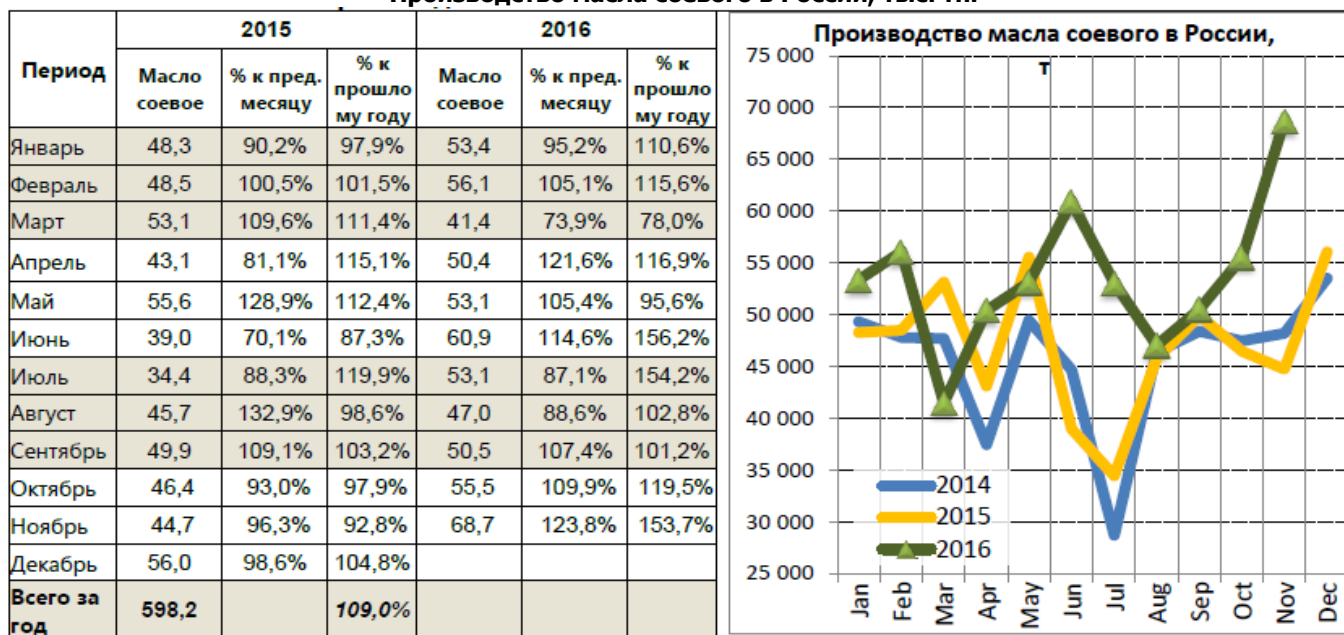 Производство масла соевого в России, тыс. тн.
Период 2015 2016
Масло соевое % к пред. месяцу % к прошло му году Масло соевое % к пред. месяцу % к прошло му году
Январь 48,3 90,2% 97,9% 53,4 95,2% 110,6%
Февраль 48,5 100,5% 101,5% 56,1 105,1% 115,6%
Март 53,1 109,6% 111,4% 41,4 73,9% 78,0%
Апрель 43,1 81,1% 115,1% 50,4 121,6% 116,9%
Май 55,6 128,9% 112,4% 53,1 105,4% 95,6%
Июнь 39,0 70,1% 87,3% 60,9 114,6% 156,2%
Июль 34,4 88,3% 119,9% 53,1 87,1% 154,2%
Август 45,7 132,9% 98,6% 47,0 88,6% 102,8%
Сентябрь 49,9 109,1% 103,2% 50,5 107,4% 101,2%
Октябрь 46,4 93,0% 97,9% 55,5 109,9% 119,5%
Ноябрь 44,7 96,3% 92,8% 68,7 123,8% 153,7%
Декабрь 56,0 98,6% 104,8%
Всего за год 598,2 109,0%
Производство масла соевого в России,
т
75 000
70 000
65 000
60 000
55 000
50 000
45 000
40 000
35 000
30 000
25 000
2014
2015
2016
Jan Feb Mar Apr May Jun Jul Aug Sep Oct Nov Dec